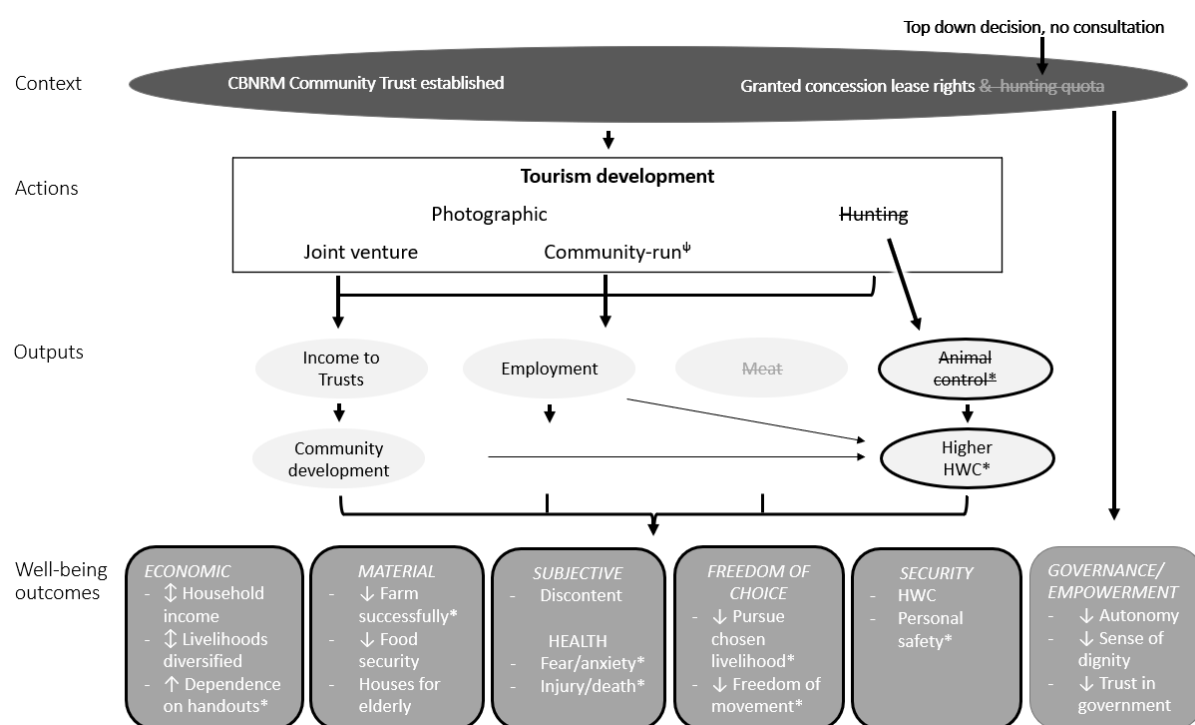 Top down decision, no consultation
Context
CBNRM Community Trust established
Granted concession lease rights & hunting quota
Actions
Tourism development
Photographic
Hunting
Joint venture
Community-runᵠ
Outputs
Income to
Trusts
Employment
Meat
Animal
control*
Community
development
Higher
HWC*
Well-being
outcomes
ECONOMIC
- ↕ Household
income
- ↕ Livelihoods
diversified
- ↑ Dependence
on handouts*
MATERIAL
- ↓ Farm
successfully*
- ↓ Food
security
- Houses for
elderly
SUBJECTIVE
- Discontent
HEALTH
- Fear/anxiety*
- Injury/death*
FREEDOM OF
CHOICE
- ↓ Pursue
chosen
livelihood*
- ↓ Freedom of
movement*
SECURITY
- HWC
- Personal
safety*
GOVERNANCE/
EMPOWERMENT
- ↓ Autonomy
- ↓ Sense of
dignity
- ↓ Trust in
government